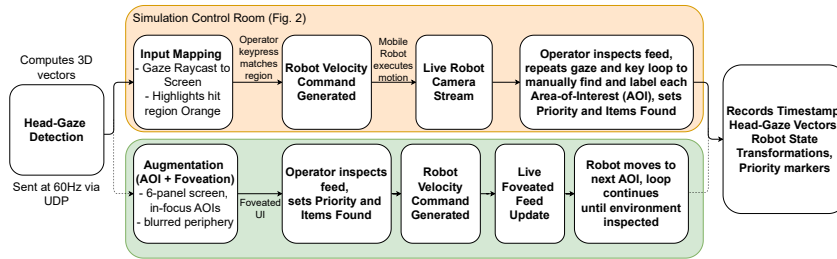 Simulation Control Room (Fig. 2)
Computes 3D
vectors
Head-Gaze
Detection
Sent at 60Hz via
UDP
Input Mapping
- Gaze Raycast to
Screen
- Highlights hit
region Orange
Operator
keypress
matches
region
Robot Velocity
Command
Generated
Mobile
Robot
executes
motion
Live Robot
Camera
Stream
Operator inspects feed,
repeats gaze and key loop to
manually find and label each
Area-of-Interest (AOI), sets
Priority and Items Found
Augmentation
(AOI + Foveation)
- 6-panel screen,
in-focus AOIs
- blurred periphery
Foveated
UI
Operator inspects
feed,
sets Priority and
Items Found
Robot
Velocity
Command
Generated
Live
Foveated
Feed
Update
Robot moves to
next AOI, loop
continues
until environment
inspected
Records Timestamp
Head-Gaze Vectors
Robot State
Transformations,
Priority markers